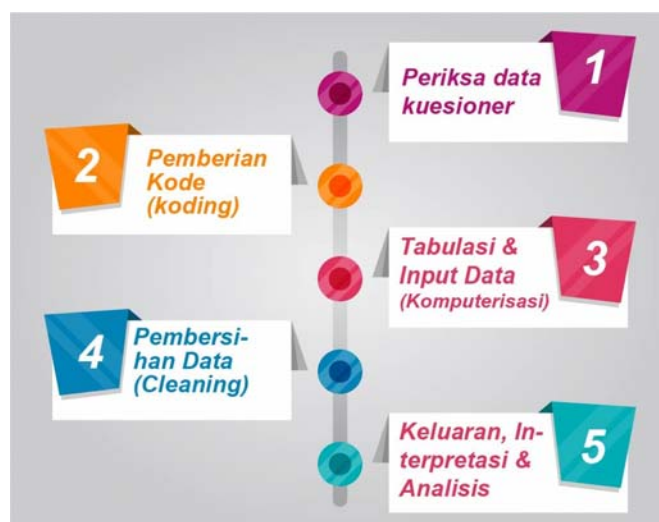 1
Periksa data
kuesioner
2
Pemberian
Kode
(koding)
3
Tabulasi &
Input Data
(Komputerisasi)
4
Pembersi-
han Data
(Cleaning)
5
Keluaran, In-
terpretasi &
Analisis